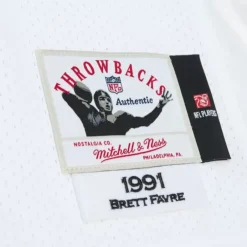 THROWBACKS
NFL
Authentic
NOSTALGIA CO.
Mitchell & Ness
PHILADELPHIA, PA.
NFL PLAYERS
1991
BRETT FAVRE